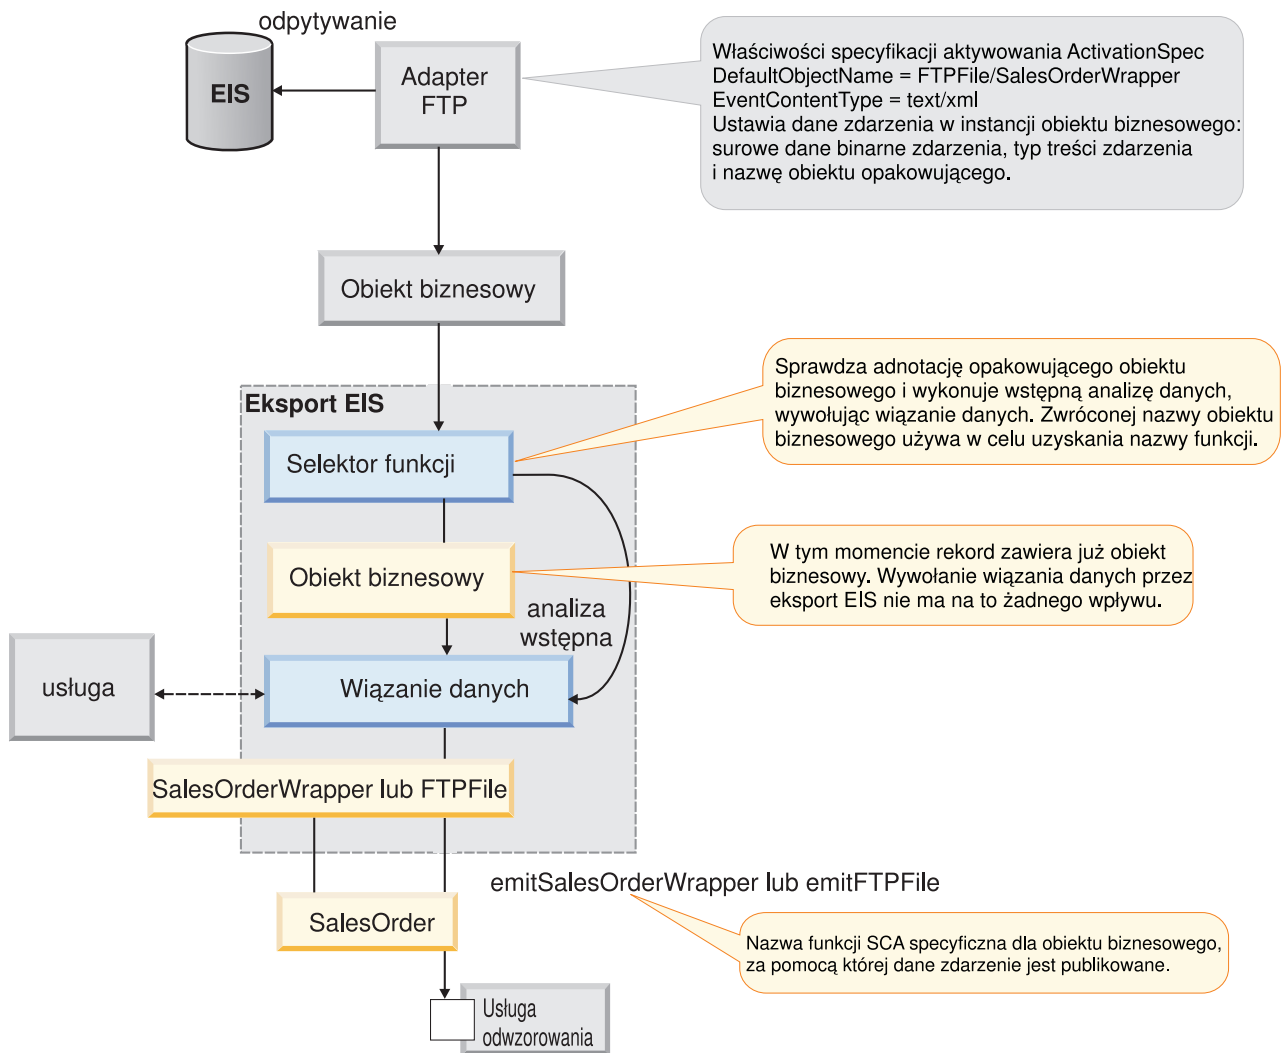 odpytywanie
EIS
Adapter
FTP
Właściwości specyfikacji aktywowania ActivationSpec
DefaultObjectName = FTPFile/SalesOrderWrapper
EventContentType = text/xml
Ustawia dane zdarzenia w instancji obiektu biznesowego:
surowe dane binarne zdarzenia, typ treści zdarzenia
i nazwę obiektu opakowującego.
Obiekt biznesowy
Sprawdza adnotację opakowującego obiektu
biznesowego i wykonuje wstępną analizę danych,
wywołując wiązanie danych. Zwróconej nazwy obiektu
biznesowego używa w celu uzyskania nazwy funkcji.
Eksport EIS
Selektor funkcji
Obiekt biznesowy
W tym momencie rekord zawiera już obiekt
biznesowy. Wywołanie wiązania danych przez
eksport EIS nie ma na to żadnego wpływu.
analiza
wstępna
usługa
Wiązanie danych
SalesOrderWrapper lub FTPFile
emitSalesOrderWrapper lub emitFTPFile
SalesOrder
Nazwa funkcji SCA specyficzna dla obiektu biznesowego,
za pomocą której dane zdarzenie jest publikowane.
Usługa
odwzorowania